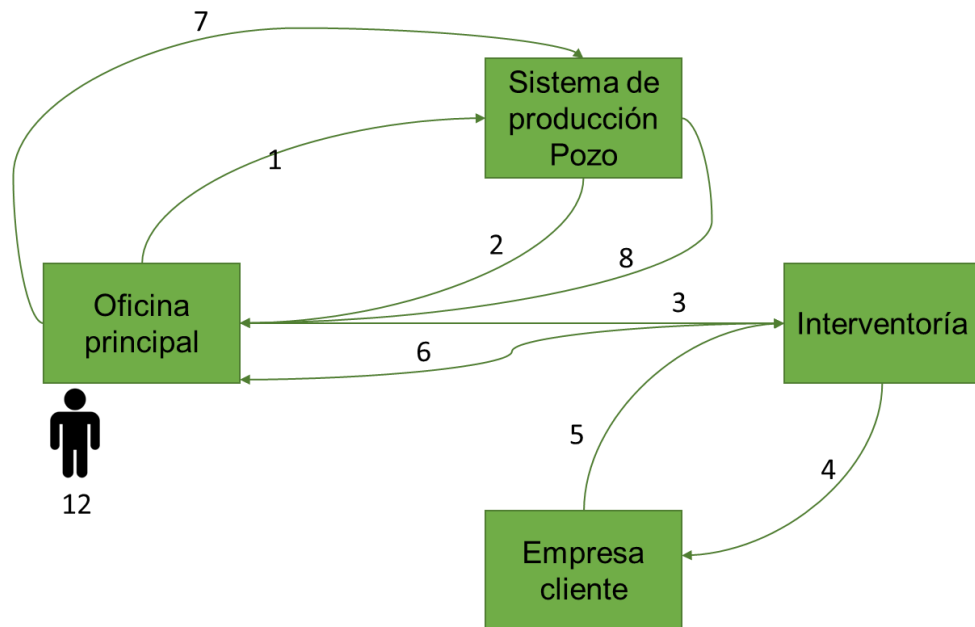 7
Sistema de
producción
Pozo
1
2
8
Oficina
principal
3
Interventoría
6
5
4
12
Empresa
cliente